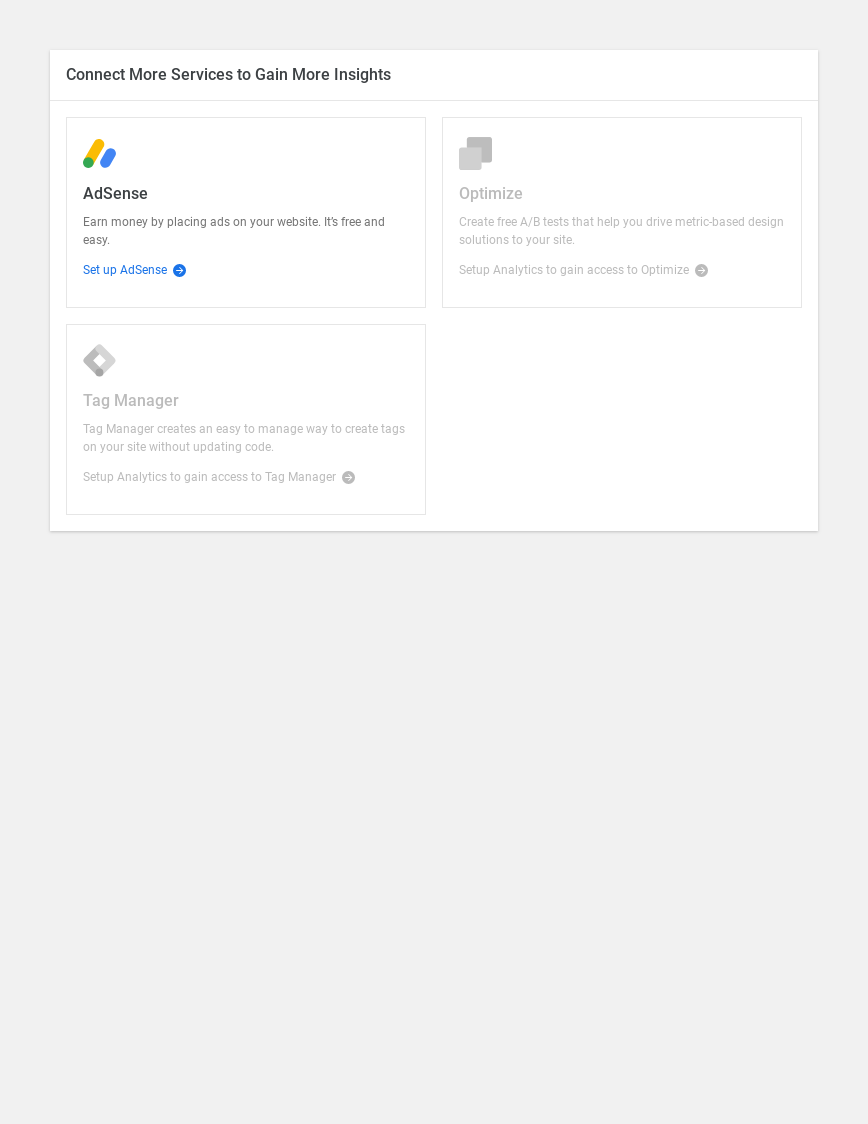 Connect More Services to Gain More Insights
AdSense
Earn money by placing ads on your website. It's free and
easy.
Set up AdSense
Optimize
Create free A/B tests that help you drive metric-based design
solutions to your site.
Setup Analytics to gain access to Optimize
Tag Manager
Tag Manager creates an easy to manage way to create tags
on your site without updating code.
Setup Analytics to gain access to Tag Manager